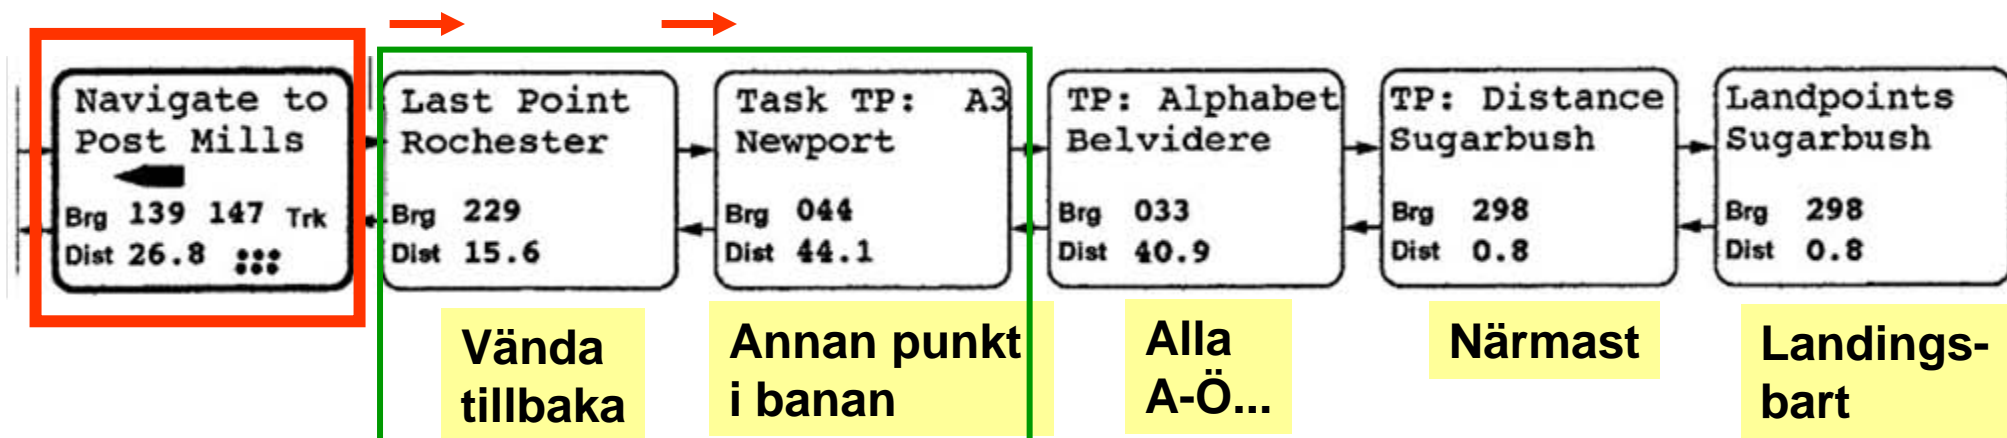 Navigate to
Post Mills
Brg 139 147 Trk
Dist 26.8
Last Point
Rochester
Brg 229
Dist 15.6
Task TP: A3
Newport
Brg 044
Dist 44.1
TP: Alphabet
Belvidere
Brg 033
Dist 40.9
TP: Distance
Sugarbush
Brg 298
Dist 0.8
Landpoints
Sugarbush
Brg 298
Dist 0.8
Vända
tillbaka
Annan punkt
i banan
Alla
A-Ö...
Närmast
Landings-
bart